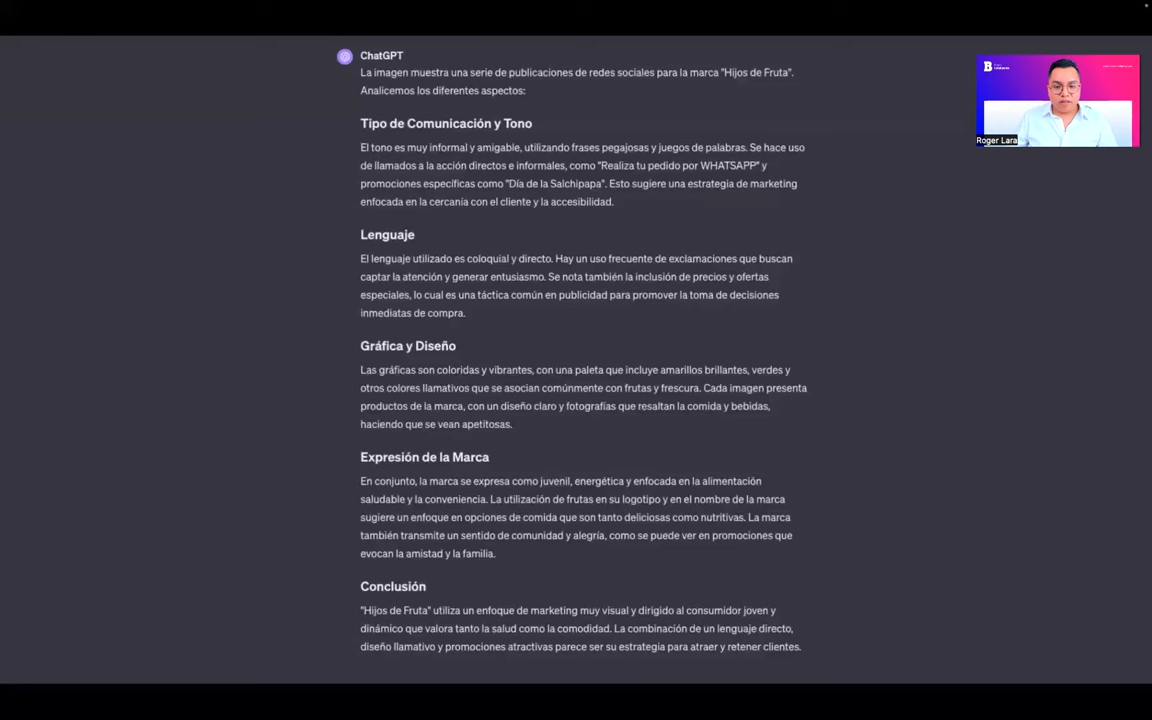 ChatGPT
La imagen muestra una serie de publicaciones de redes sociales para la marca "Hijos de Fruta".
Analicemos los diferentes aspectos:
Tipo de Comunicación y Tono
El tono es muy informal y amigable, utilizando frases pegajosas y juegos de palabras. Se hace uso
de llamados a la acción directos e informales, como "Realiza tu pedido por WHATSAPP" y
promociones específicas como "Día de la Salchipapa". Esto sugiere una estrategia de marketing
enfocada en la cercanía con el cliente y la accesibilidad.
Lenguaje
El lenguaje utilizado es coloquial y directo. Hay un uso frecuente de exclamaciones que buscan
captar la atención y generar entusiasmo. Se nota también la inclusión de precios y ofertas
especiales, lo cual es una táctica común en publicidad para promover la toma de decisiones
inmediatas de compra.
Gráfica y Diseño
Las gráficas son coloridas y vibrantes, con una paleta que incluye amarillos brillantes, verdes y
otros colores llamativos que se asocian comúnmente con frutas y frescura. Cada imagen presenta
productos de la marca, con un diseño claro y fotografías que resaltan la comida y bebidas,
haciendo que se vean apetitosas.
Expresión de la Marca
En conjunto, la marca se expresa como juvenil, energética y enfocada en la alimentación
saludable y la conveniencia. La utilización de frutas en su logotipo y en el nombre de la marca
sugiere un enfoque en opciones de comida que son tanto deliciosas como nutritivas. La marca
también transmite un sentido de comunidad y alegría, como se puede ver en promociones que
evocan la amistad y la familia.
Conclusión
"Hijos de Fruta" utiliza un enfoque de marketing muy visual y dirigido al consumidor joven y
dinámico que valora tanto la salud como la comodidad. La combinación de un lenguaje directo,
diseño llamativo y promociones atractivas parece ser su estrategia para atraer y retener clientes.
B
Roger Lara